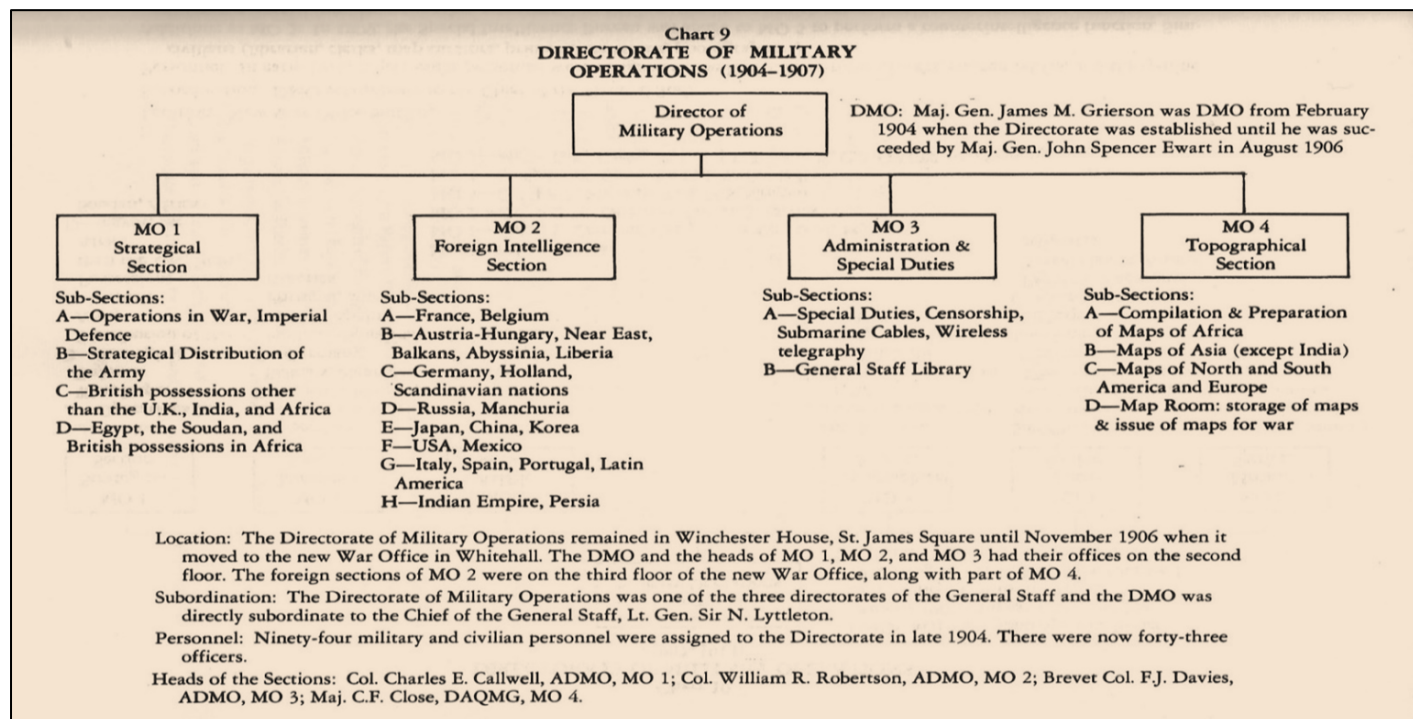 Chart 9
DIRECTORATE OF MILITARY
OPERATIONS (1904–1907)
Director of
Military Operations
DMO: Maj. Gen. James M. Grierson was DMO from February
1904 when the Directorate was established until he was suc-
ceeded by Maj. Gen. John Spencer Ewart in August 1906
MO 1
Strategical
Section
Sub-Sections:
A—Operations in War, Imperial
Defence
B—Strategical Distribution of
the Army
C—British possessions other
than the U.K., India, and Africa
D—Egypt, the Soudan, and
British possessions in Africa
MO 2
Foreign Intelligence
Section
Sub-Sections:
A—France, Belgium
B—Austria-Hungary, Near East,
Balkans, Abyssinia, Liberia
C—Germany, Holland,
Scandinavian nations
D—Russia, Manchuria
E—Japan, China, Korea
F—USA, Mexico
G—Italy, Spain, Portugal, Latin
America
H—Indian Empire, Persia
MO 3
Administration &
Special Duties
Sub-Sections:
A—Special Duties, Censorship,
Submarine Cables, Wireless
telegraphy
B—General Staff Library
MO 4
Topographical
Section
Sub-Sections:
A—Compilation & Preparation
of Maps of Africa
B—Maps of Asia (except India)
C—Maps of North and South
America and Europe
D—Map Room: storage of maps
& issue of maps for war
Location: The Directorate of Military Operations remained in Winchester House, St. James Square until November 1906 when it
moved to the new War Office in Whitehall. The DMO and the heads of MO 1, MO 2, and MO 3 had their offices on the second
floor. The foreign sections of MO 2 were on the third floor of the new War Office, along with part of MO 4.
Subordination: The Directorate of Military Operations was one of the three directorates of the General Staff and the DMO was
directly subordinate to the Chief of the General Staff, Lt. Gen. Sir N. Lyttleton.
Personnel: Ninety-four military and civilian personnel were assigned to the Directorate in late 1904. There were now forty-three
officers.
Heads of the Sections: Col. Charles E. Callwell, ADMO, MO 1; Col. William R. Robertson, ADMO, MO 2; Brevet Col. F.J. Davies,
ADMO, MO 3; Maj. C.F. Close, DAQMG, MO 4.